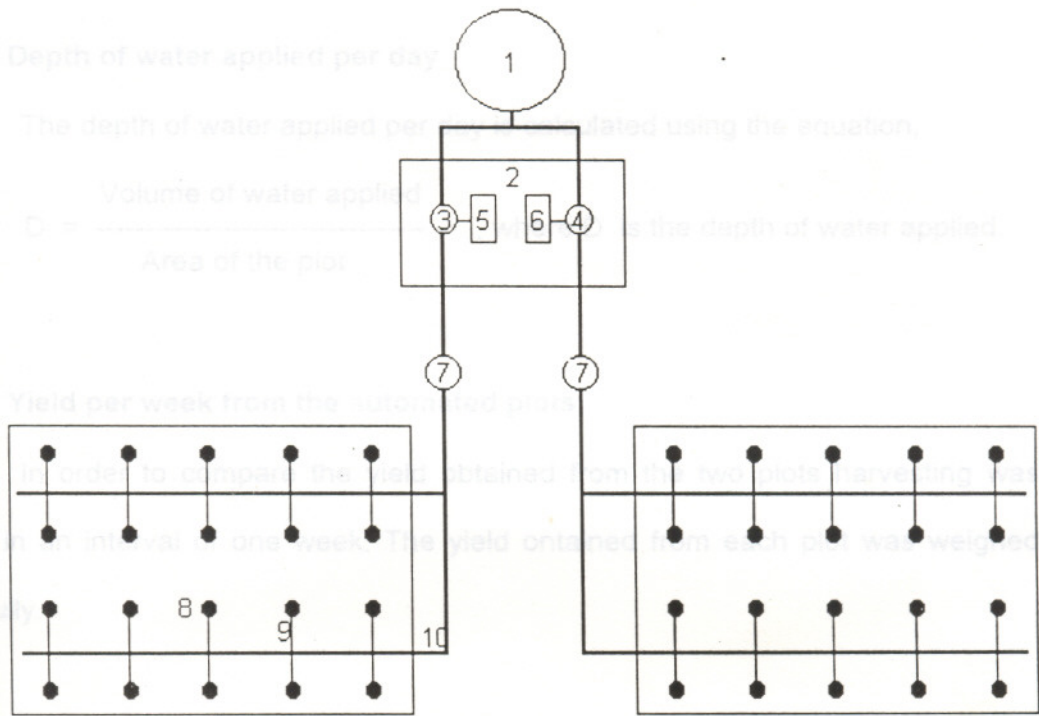 1
Depth of water applied per day
The depth of water applied per day is calculated using the equation,
2
Volume of water applied
3 5 6 4
D = where D is the depth of water applied.
Area of the plot
7 7
Yield per week from the automated plots
In order to compare the yield obtained from the two plots harvesting was
in an interval of one week. The yield ontained from each plot was weighed
8
9
10